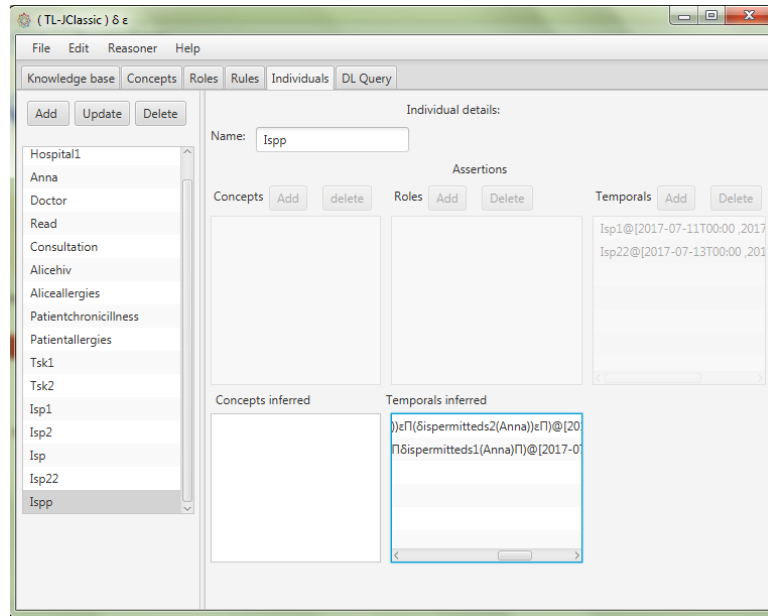 ( TL-JClassic ) δ ε
File Edit Reasoner Help
Knowledge base Concepts Roles Rules Individuals DL Query
Add Update Delete
Hospital1
Anna
Doctor
Read
Consultation
Alicehiv
Aliceallergies
Patientchronicillness
Patientallergies
Tsk1
Tsk2
Isp1
Isp2
Isp
Isp22
Ispp
Individual details:
Name: Ispp
Assertions
Concepts Add delete Roles Add Delete Temporals Add Delete
Isp1@[2017-07-11T00:00 ,2017
Isp22@[2017-07-13T00:00 ,201
Concepts inferred Temporals inferred
))εΠ(δispermitteds2(Anna))εΠ)@[20
Πδispermitteds1(Anna)Π)@[2017-07